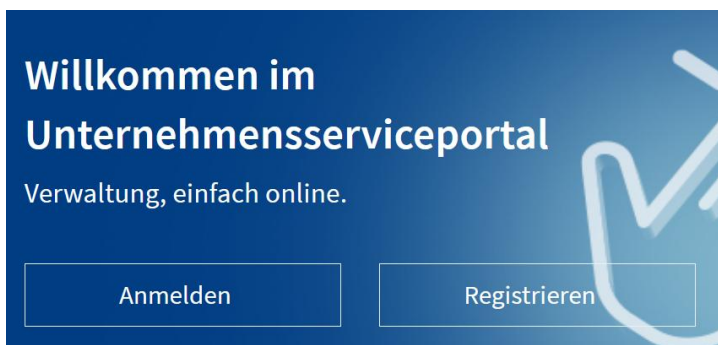 Willkommen im
Unternehmensserviceportal
Verwaltung, einfach online.
Anmelden
Registrieren